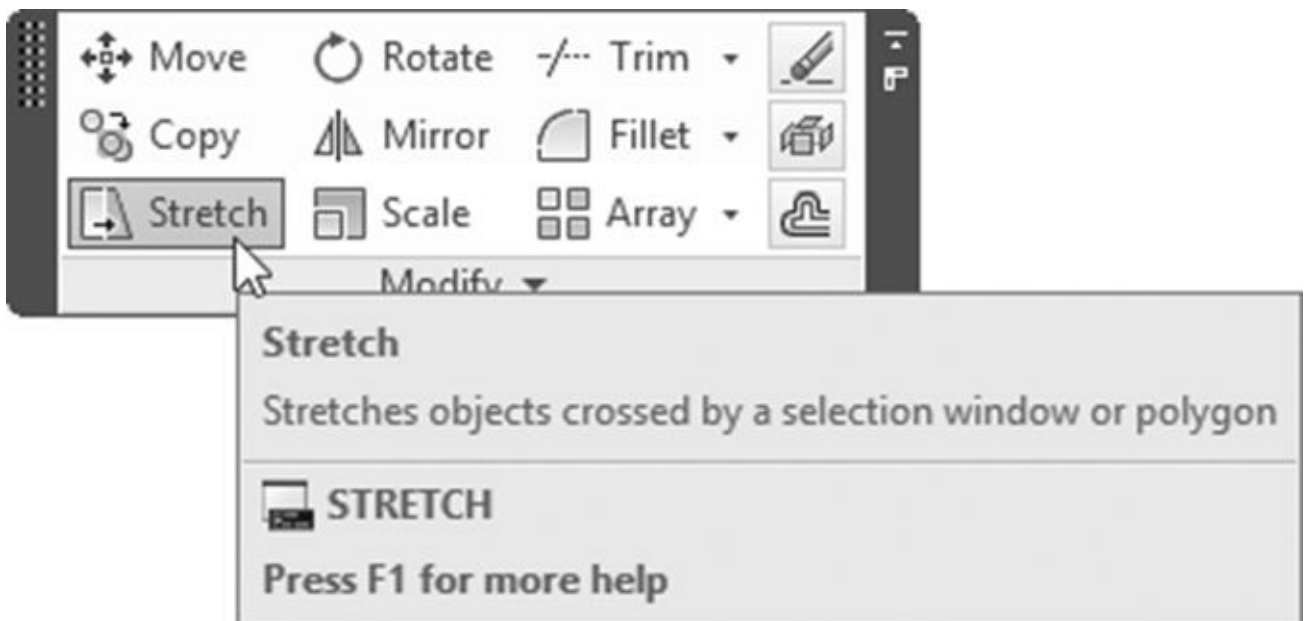 Move Rotate Trim
Copy Mirror Fillet
Stretch Scale Array
Modify
Stretch
Stretches objects crossed by a selection window or polygon
STRETCH
Press F1 for more help